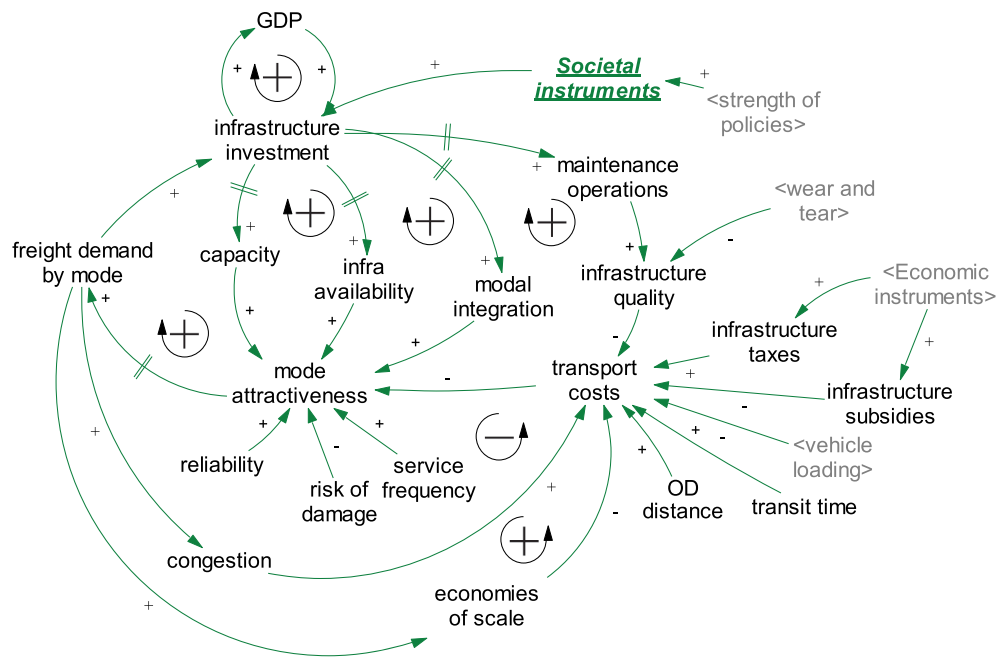 GDP
Societal
instruments
<strength of
policies>
infrastructure
investment
maintenance
operations
<wear and
tear>
freight demand
by mode
capacity
infra
availability
modal
integration
infrastructure
quality
<Economic
instruments>
infrastructure
taxes
mode
attractiveness
transport
costs
infrastructure
subsidies
reliability
risk of
damage
service
frequency
<vehicle
loading>
OD
distance
transit time
congestion
economies
of scale